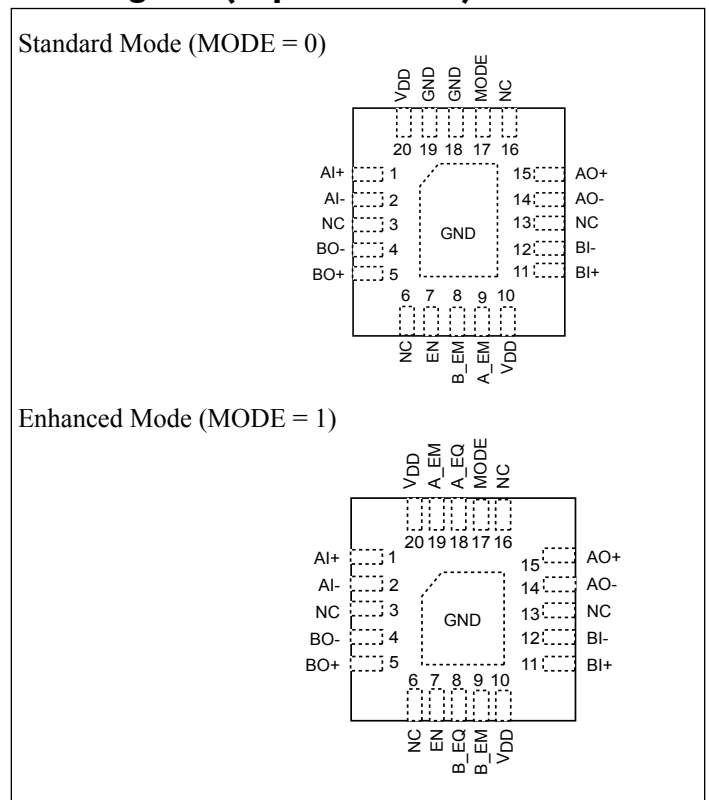 Standard Mode (MODE = 0)
VDD GND GND MODE NC
20 19 18 17 16
AI+ 1 15 AO+
AI- 2 14 AO-
NC 3 13 NC
BO- 4 GND 12 BI-
BO+ 5 11 BI+
6 7 8 9 10
NC EN B_EM A_EM VDD
Enhanced Mode (MODE = 1)
VDD A_EM A_EQ MODE NC
20 19 18 17 16
AI+ 1 15 AO+
AI- 2 14 AO-
NC 3 13 NC
BO- 4 GND 12 BI-
BO+ 5 11 BI+
6 7 8 9 10
NC EN B_EQ B_EM VDD